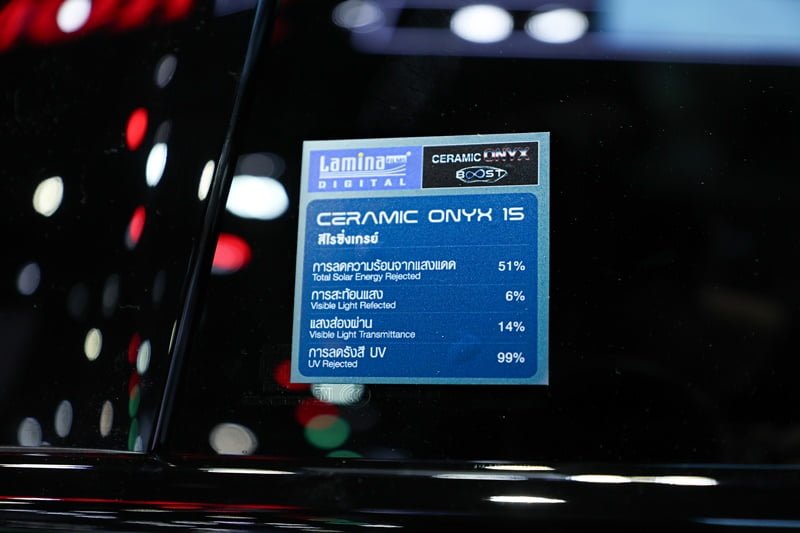 Lamina FILMS
DIGITAL
CERAMIC ONYX
BOOST
CERAMIC ONYX 15
สีไรซิ่งเกรย์
การลดความร้อนจากแสงแดด 51%
Total Solar Energy Rejected
การสะท้อนแสง 6%
Visible Light Refected
แสงส่องผ่าน 14%
Visible Light Transmittance
การลดรังสี UV 99%
UV Rejected